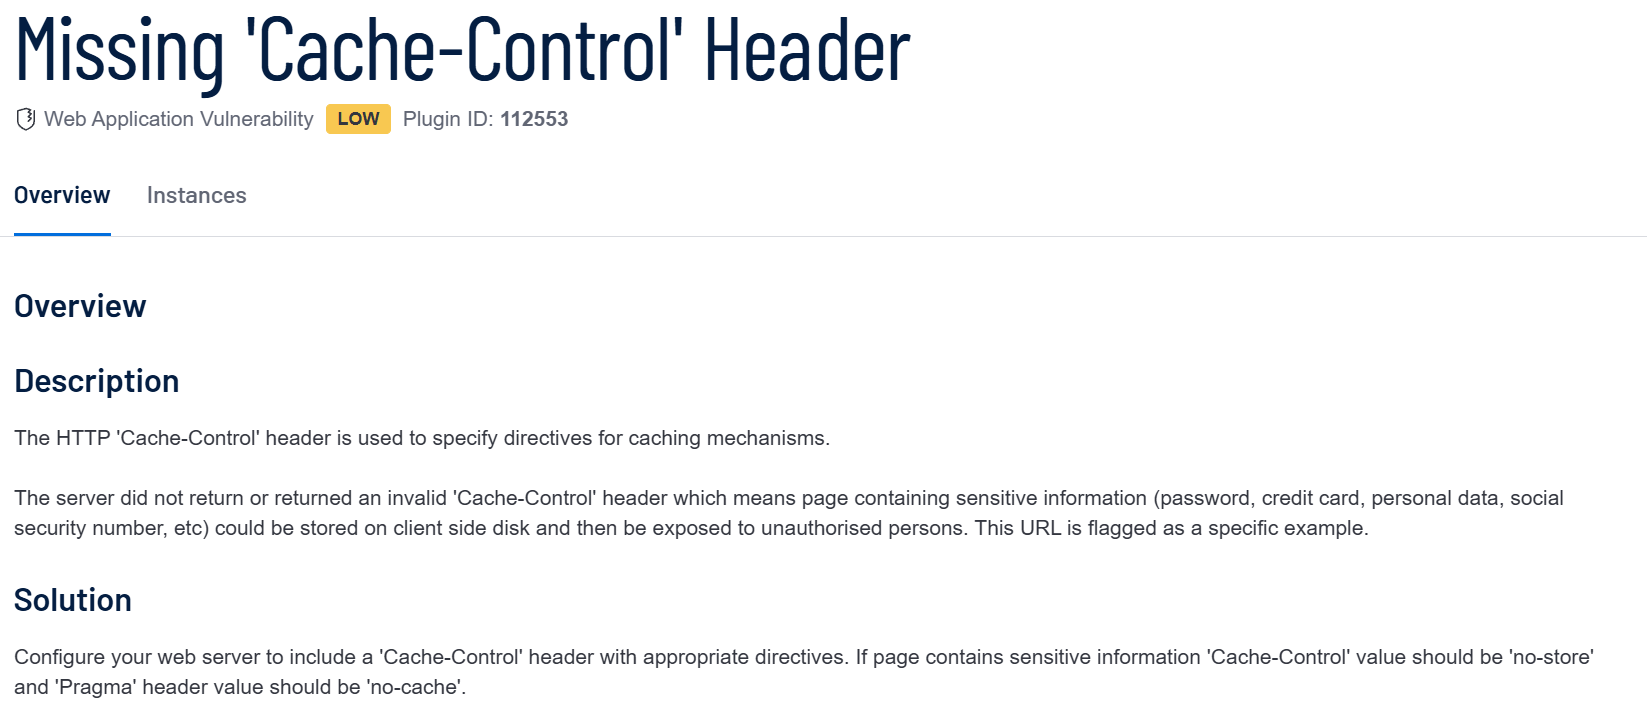 Missing 'Cache-Control' Header
Web Application Vulnerability LOW Plugin ID: 112553
Overview Instances
Overview
Description
The HTTP 'Cache-Control' header is used to specify directives for caching mechanisms.
The server did not return or returned an invalid 'Cache-Control' header which means page containing sensitive information (password, credit card, personal data, social
security number, etc) could be stored on client side disk and then be exposed to unauthorised persons. This URL is flagged as a specific example.
Solution
Configure your web server to include a 'Cache-Control' header with appropriate directives. If page contains sensitive information 'Cache-Control' value should be 'no-store'
and 'Pragma' header value should be 'no-cache'.